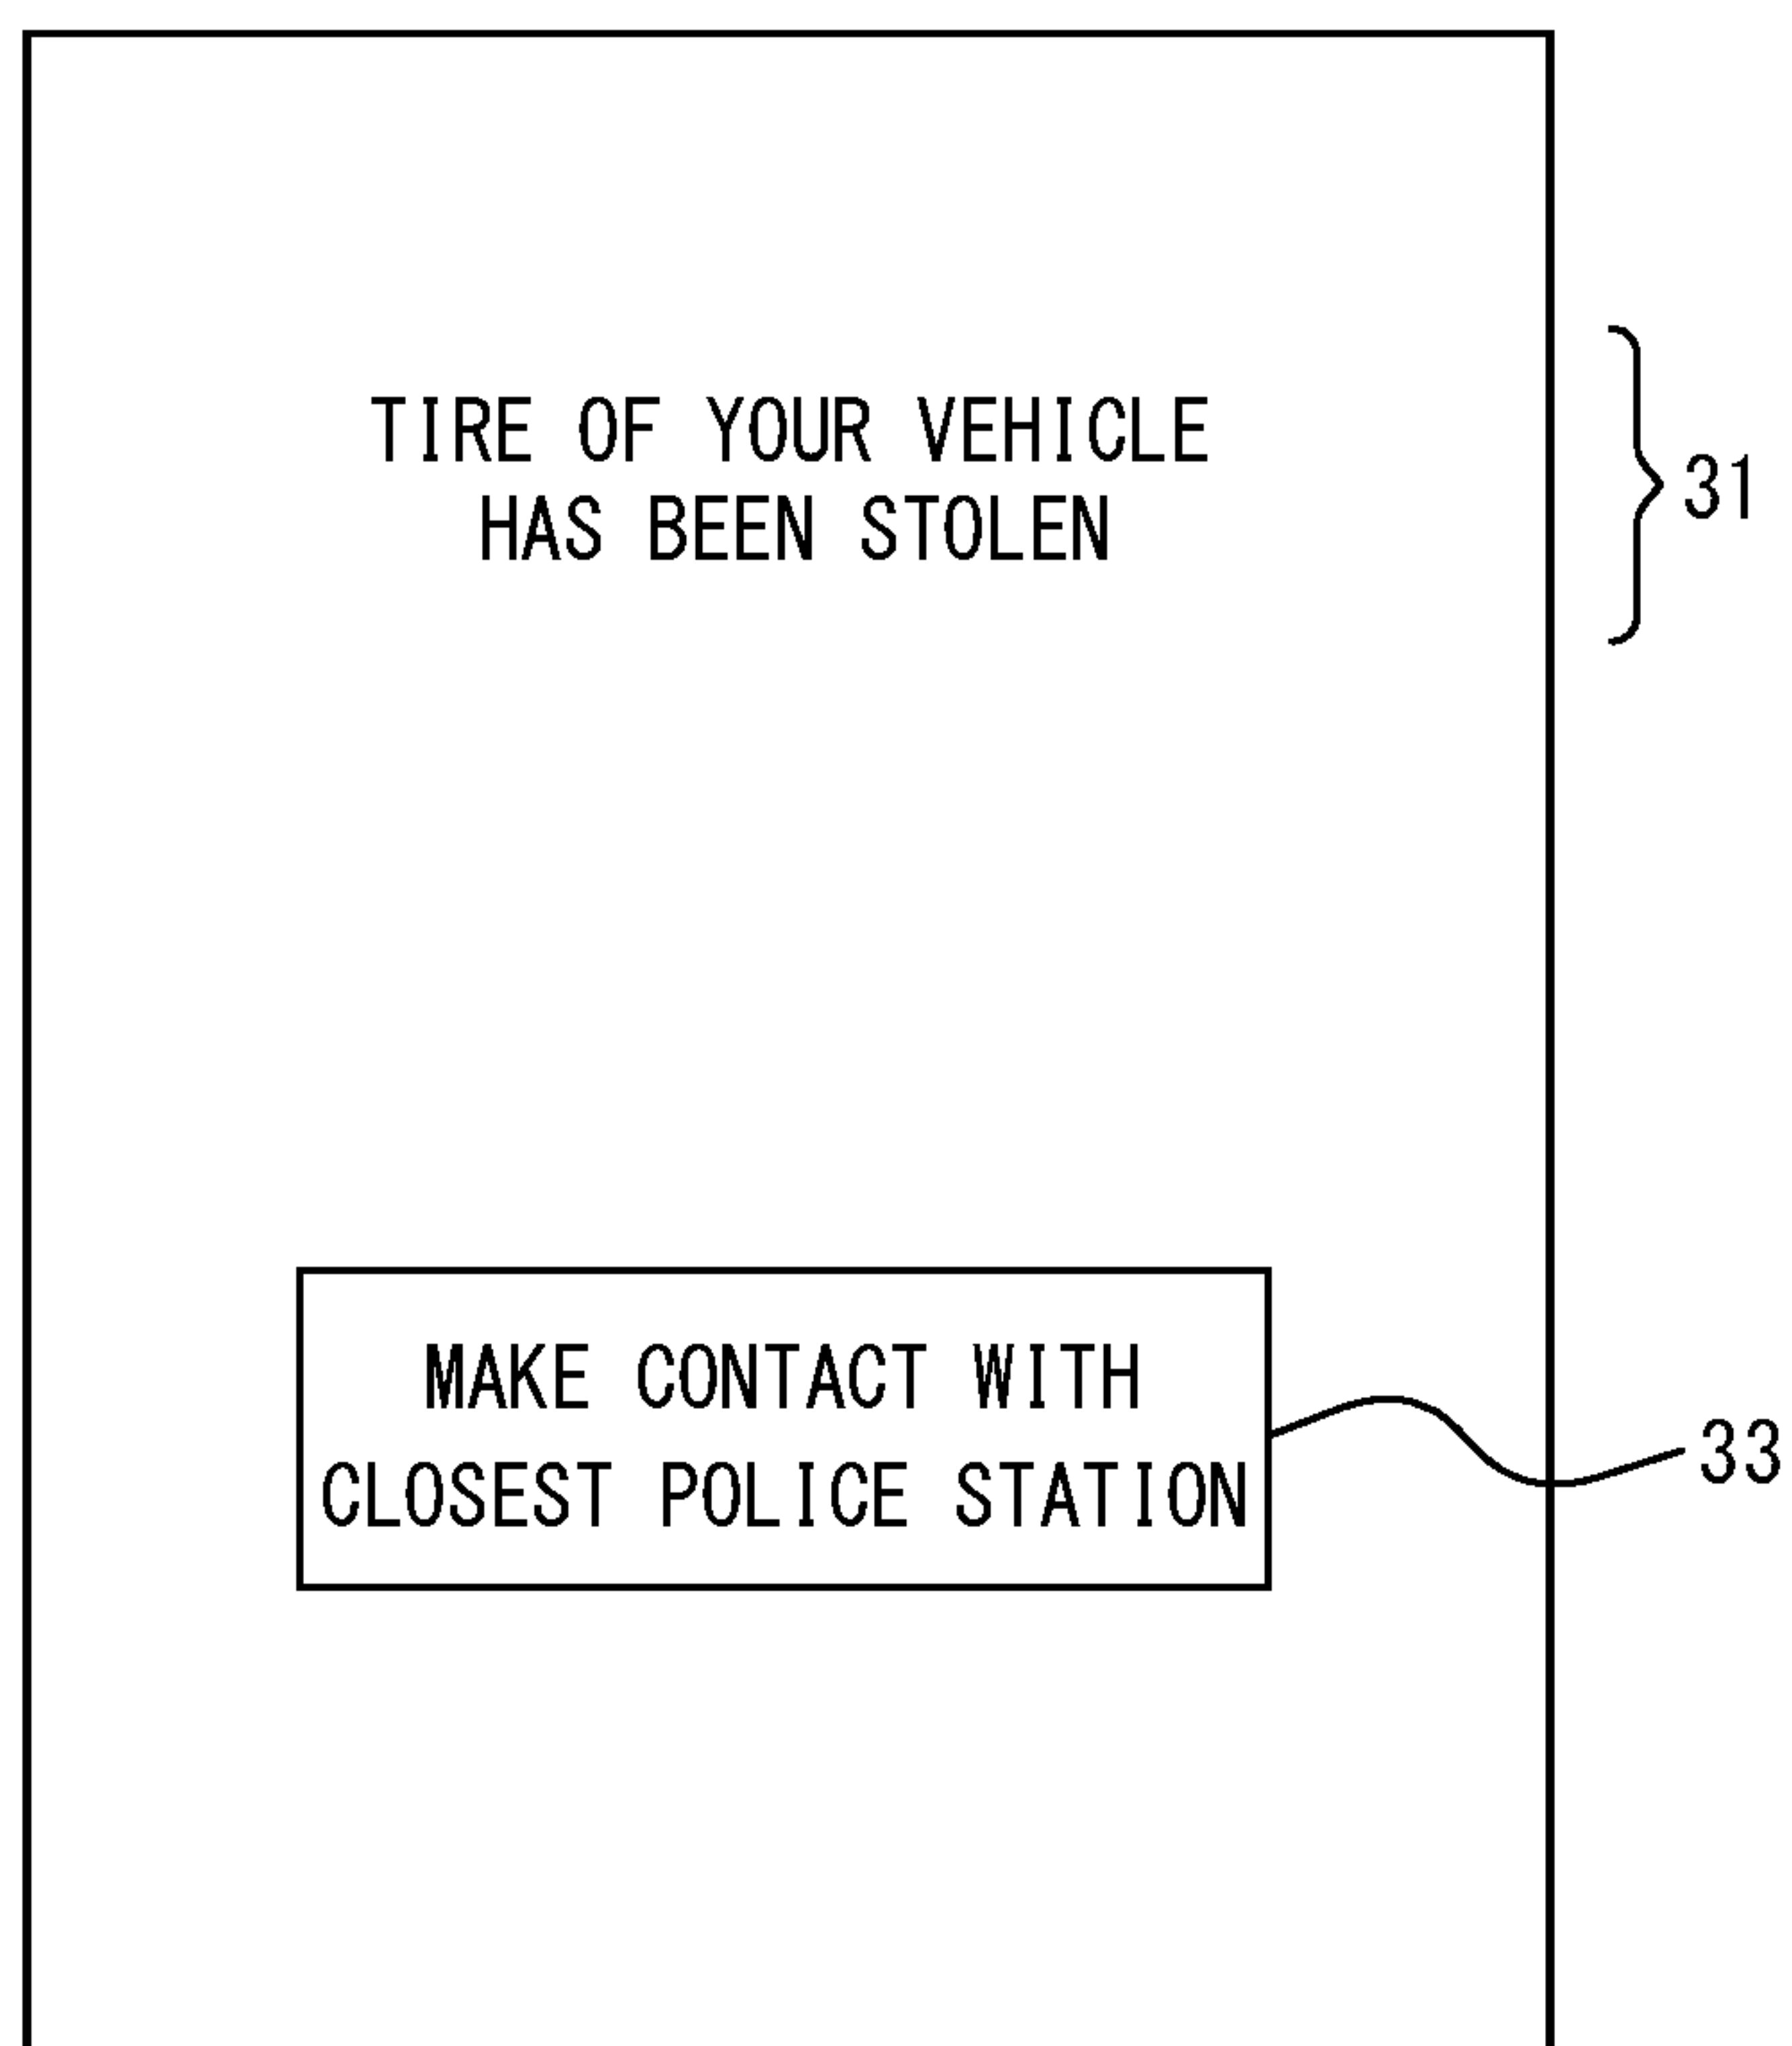 TIRE OF YOUR VEHICLE
HAS BEEN STOLEN
31
MAKE CONTACT WITH
CLOSEST POLICE STATION
33